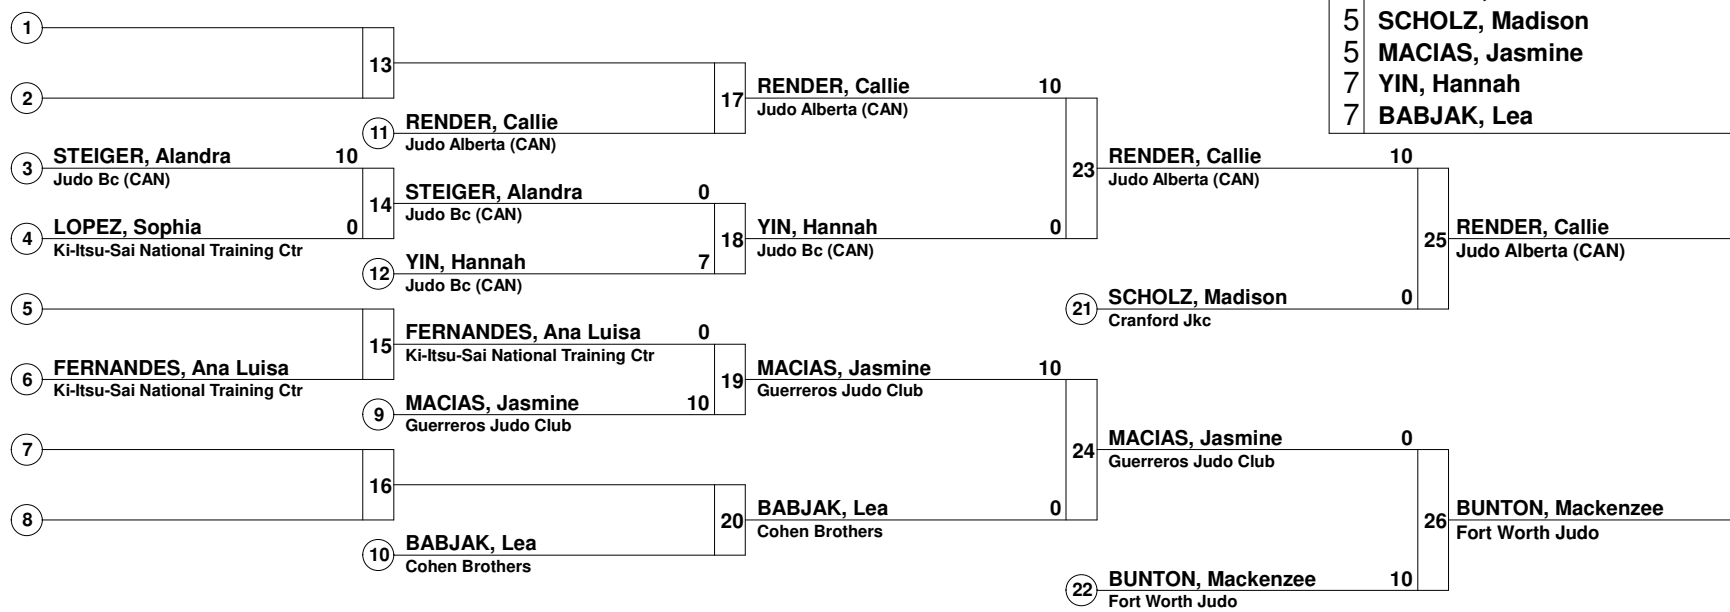 5 SCHOLZ, Madison
5 MACIAS, Jasmine
7 YIN, Hannah
7 BABJAK, Lea
1
2
13
11 RENDER, Callie
Judo Alberta (CAN)
17
RENDER, Callie 10
Judo Alberta (CAN)
3 STEIGER, Alandra 10
Judo Bc (CAN)
4 LOPEZ, Sophia 0
Ki-Itsu-Sai National Training Ctr
14
STEIGER, Alandra 0
Judo Bc (CAN)
12 YIN, Hannah 7
Judo Bc (CAN)
18
YIN, Hannah 0
Judo Bc (CAN)
23
RENDER, Callie 10
Judo Alberta (CAN)
21 SCHOLZ, Madison 0
Cranford Jkc
25
RENDER, Callie
Judo Alberta (CAN)
5
6 FERNANDES, Ana Luisa
Ki-Itsu-Sai National Training Ctr
15
FERNANDES, Ana Luisa 0
Ki-Itsu-Sai National Training Ctr
9 MACIAS, Jasmine 10
Guerreros Judo Club
19
MACIAS, Jasmine 10
Guerreros Judo Club
7
8
16
10 BABJAK, Lea
Cohen Brothers
20
BABJAK, Lea 0
Cohen Brothers
24
MACIAS, Jasmine 0
Guerreros Judo Club
22 BUNTON, Mackenzee 10
Fort Worth Judo
26
BUNTON, Mackenzee
Fort Worth Judo